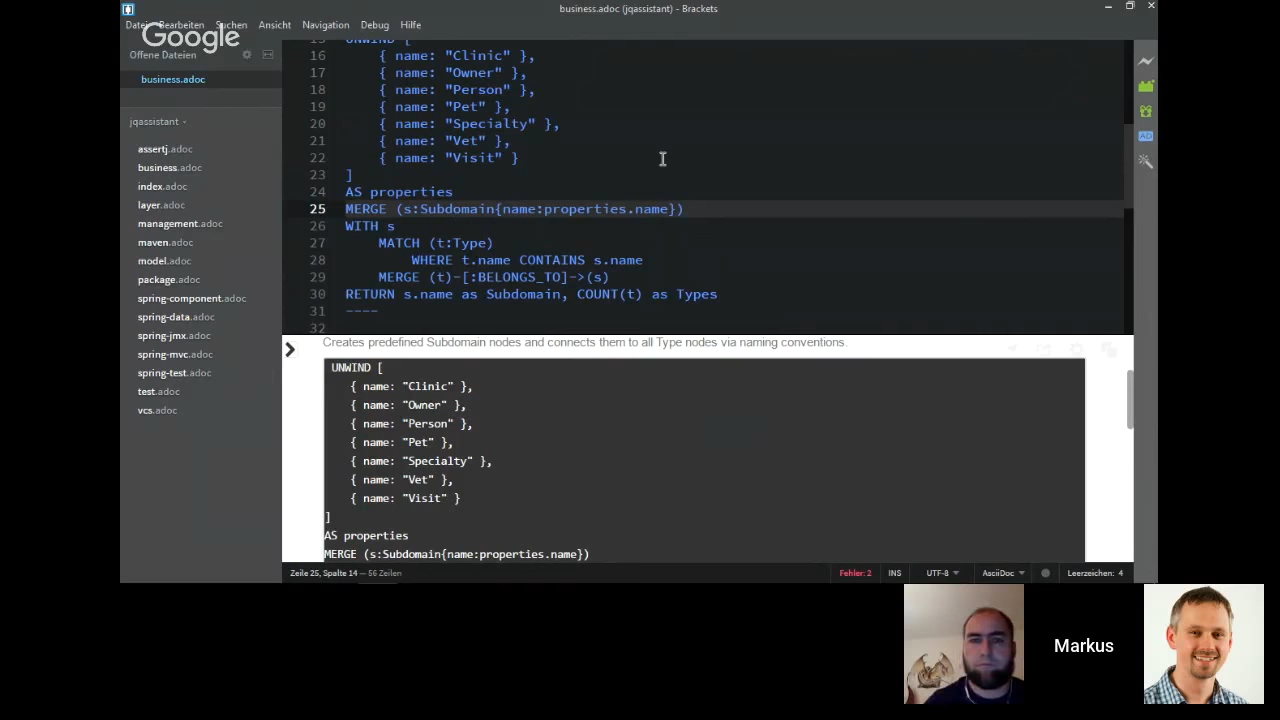 business.adoc (jqassistant) - Brackets
Datei Bearbeiten Suchen Ansicht Navigation Debug Hilfe
Google
Offene Dateien
business.adoc
jqassistant
assertj.adoc
business.adoc
index.adoc
layer.adoc
management.adoc
maven.adoc
model.adoc
package.adoc
spring-component.adoc
spring-data.adoc
spring-jmx.adoc
spring-mvc.adoc
spring-test.adoc
test.adoc
vcs.adoc
15 UNWIND [
16 { name: "Clinic" },
17 { name: "Owner" },
18 { name: "Person" },
19 { name: "Pet" },
20 { name: "Specialty" },
21 { name: "Vet" },
22 { name: "Visit" }
23 ]
24 AS properties
25 MERGE (s:Subdomain{name:properties.name})
26 WITH s
27 MATCH (t:Type)
28 WHERE t.name CONTAINS s.name
29 MERGE (t)-[:BELONGS_TO]->(s)
30 RETURN s.name as Subdomain, COUNT(t) as Types
31 ----
32
AD
Creates predefined Subdomain nodes and connects them to all Type nodes via naming conventions.
UNWIND [
{ name: "Clinic" },
{ name: "Owner" },
{ name: "Person" },
{ name: "Pet" },
{ name: "Specialty" },
{ name: "Vet" },
{ name: "Visit" }
]
AS properties
MERGE (s:Subdomain{name:properties.name})
Zeile 25, Spalte 14 — 56 Zeilen
Fehler: 2 INS UTF-8 AsciiDoc Leerzeichen: 4
Markus